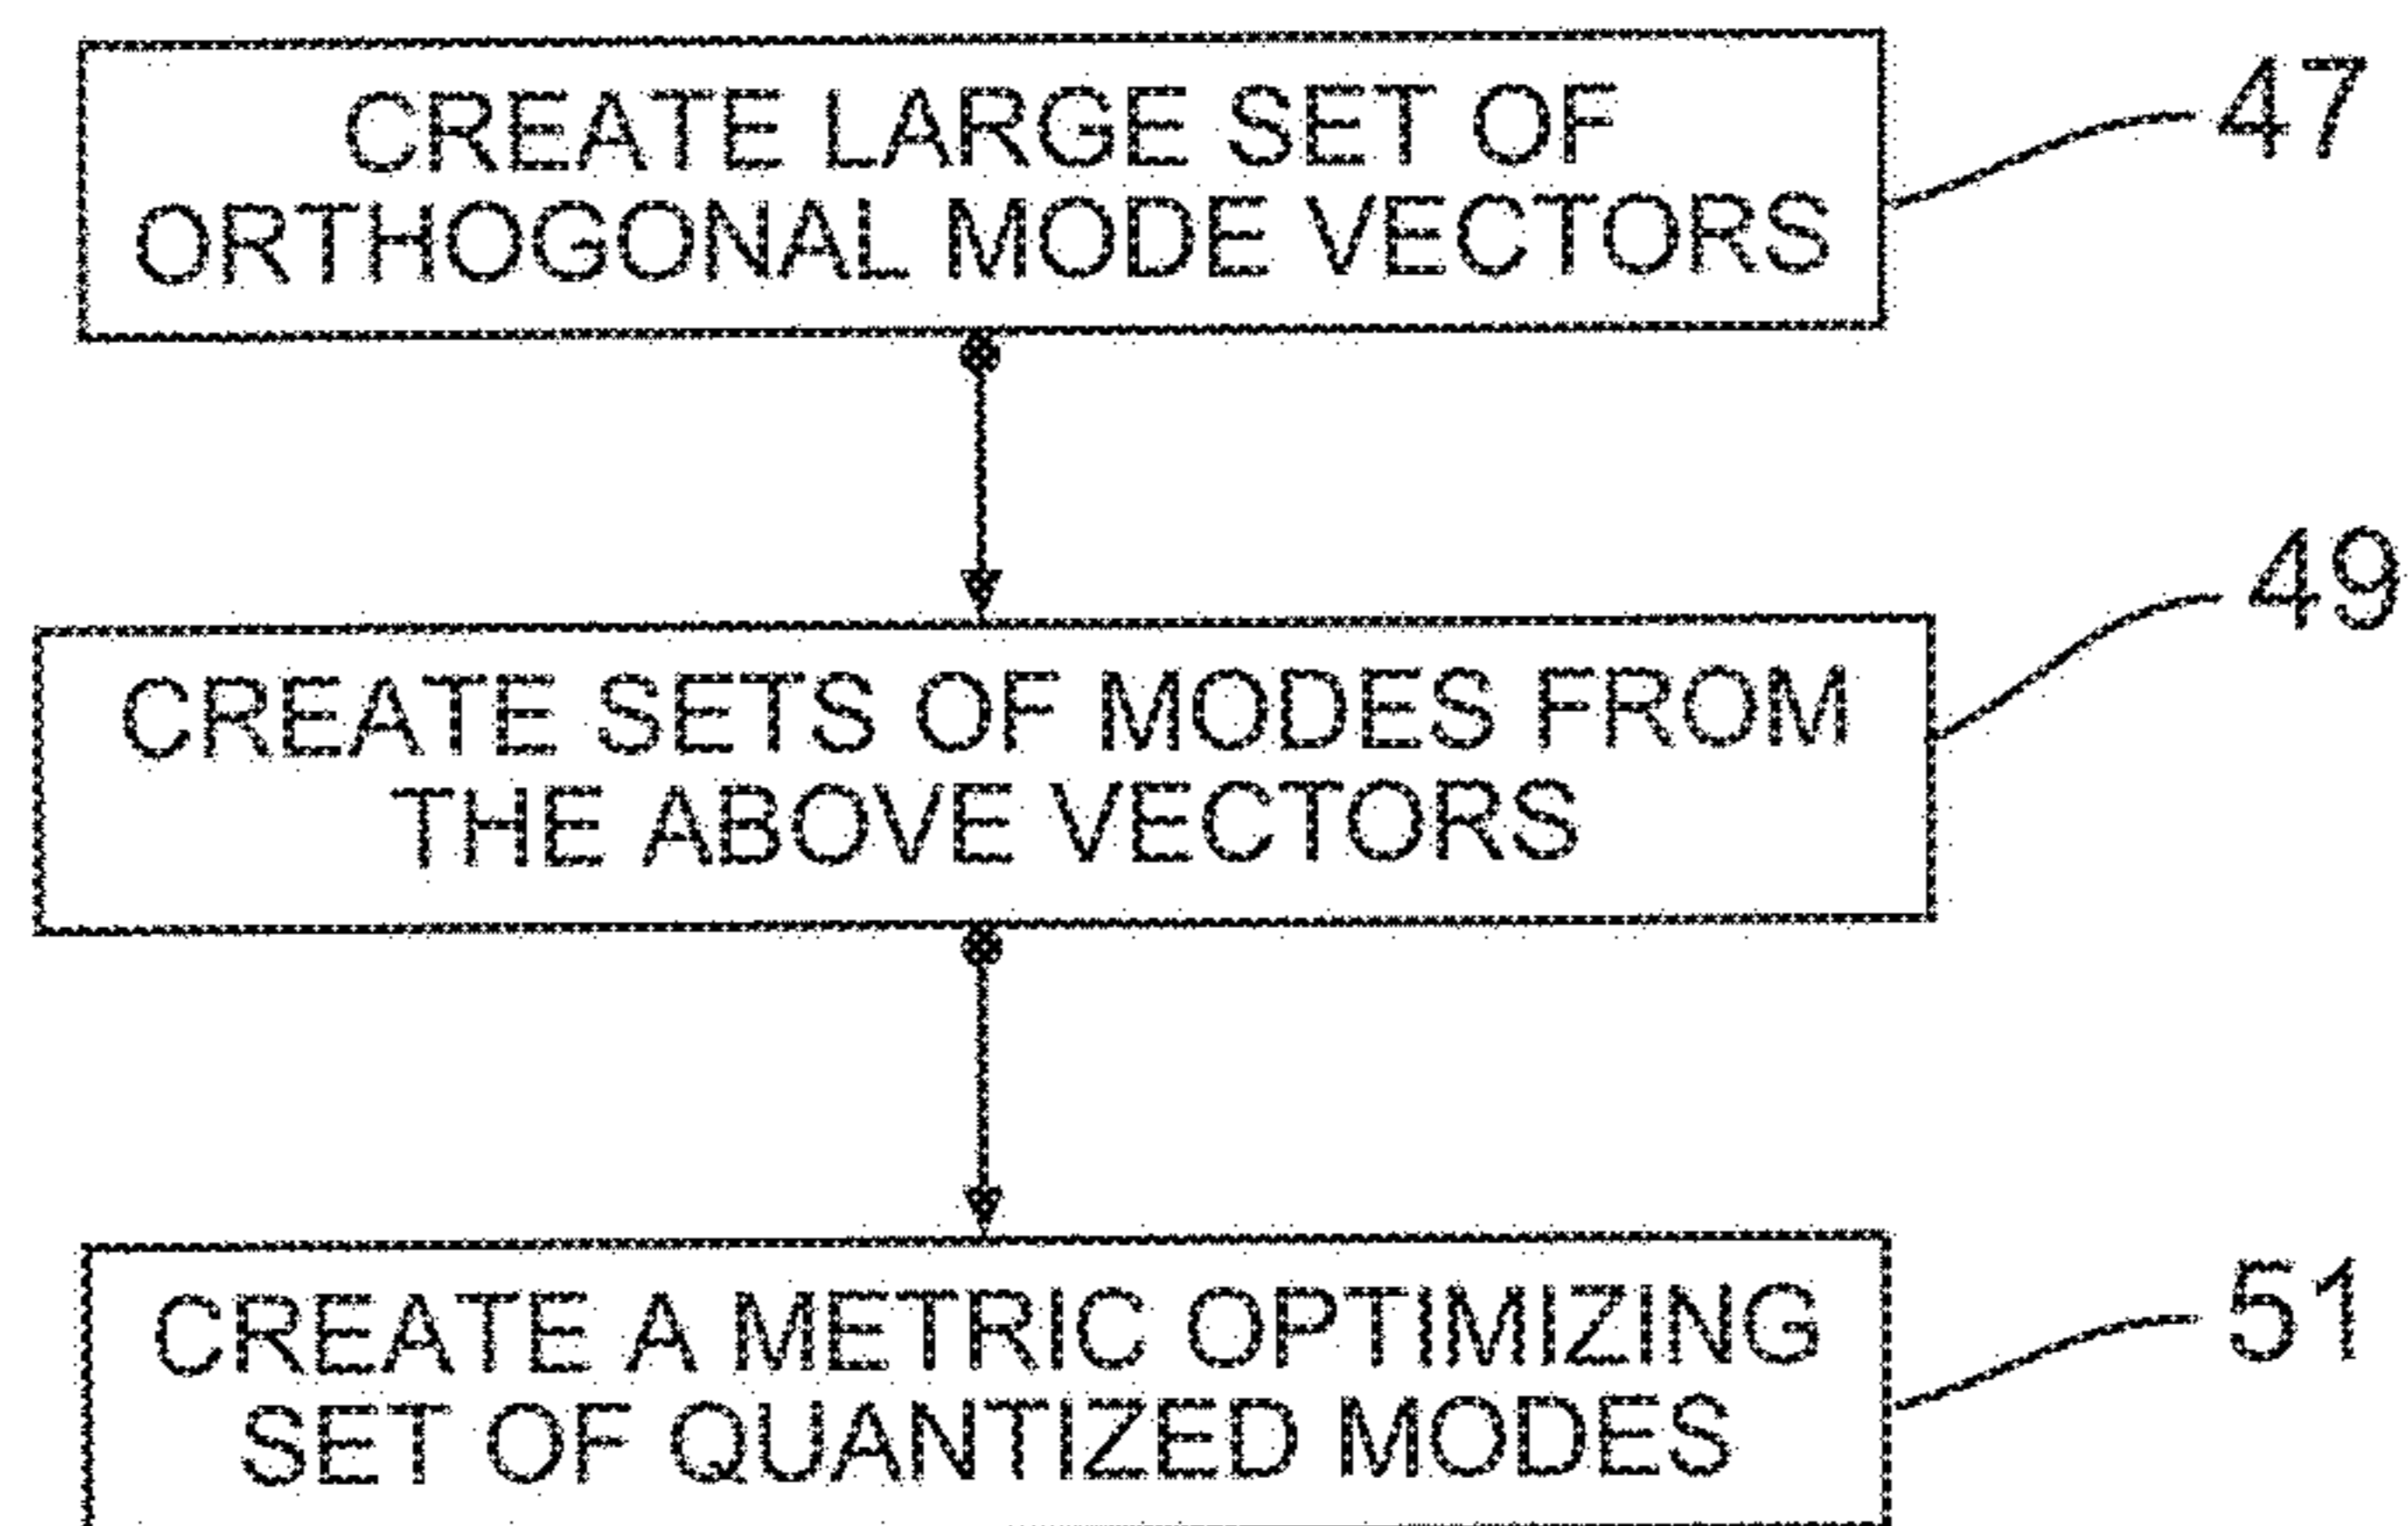 CREATE LARGE SET OF
ORTHOGONAL MODE VECTORS
47
CREATE SETS OF MODES FROM
THE ABOVE VECTORS
49
CREATE A METRIC OPTIMIZING
SET OF QUANTIZED MODES
51